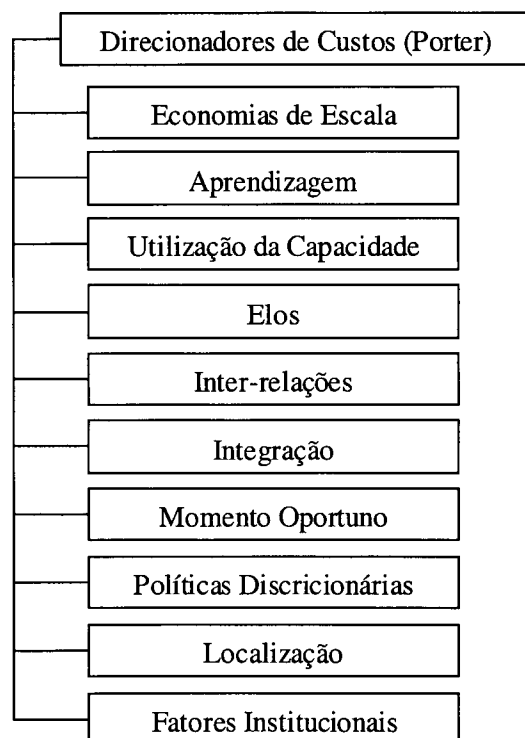 Direcionadores de Custos (Porter)
Economias de Escala
Aprendizagem
Utilização da Capacidade
Elos
Inter-relações
Integração
Momento Oportuno
Políticas Discricionárias
Localização
Fatores Institucionais